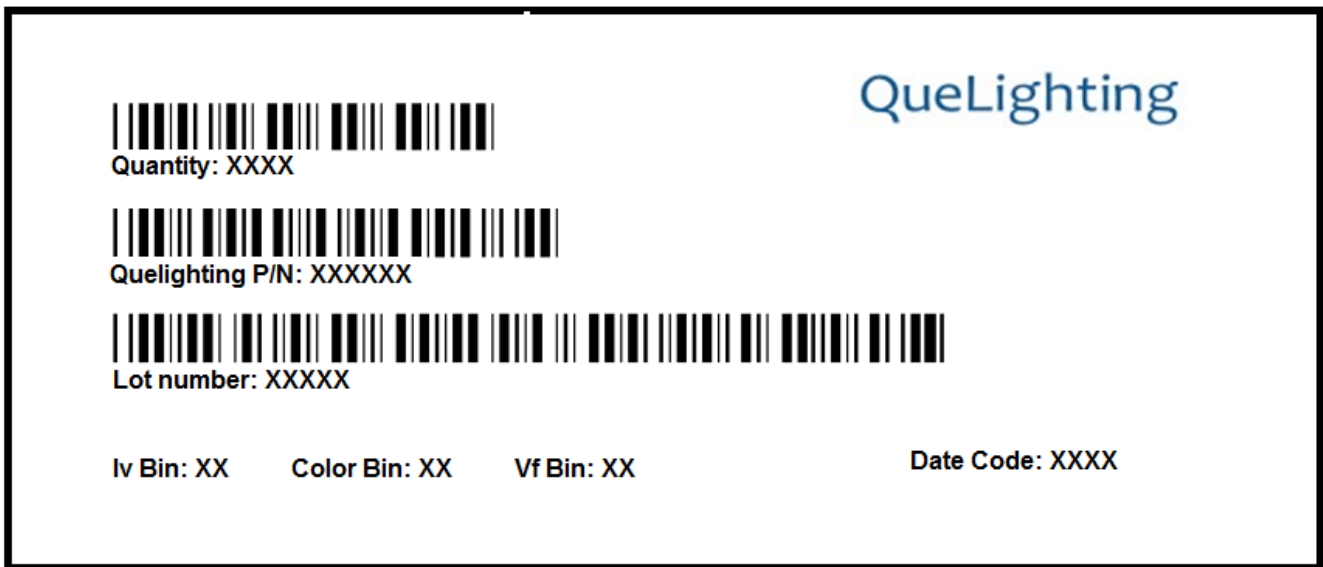 QueLighting
Quantity: XXXX
Quelighting P/N: XXXXXX
Lot number: XXXXX
Iv Bin: XX Color Bin: XX Vf Bin: XX Date Code: XXXX